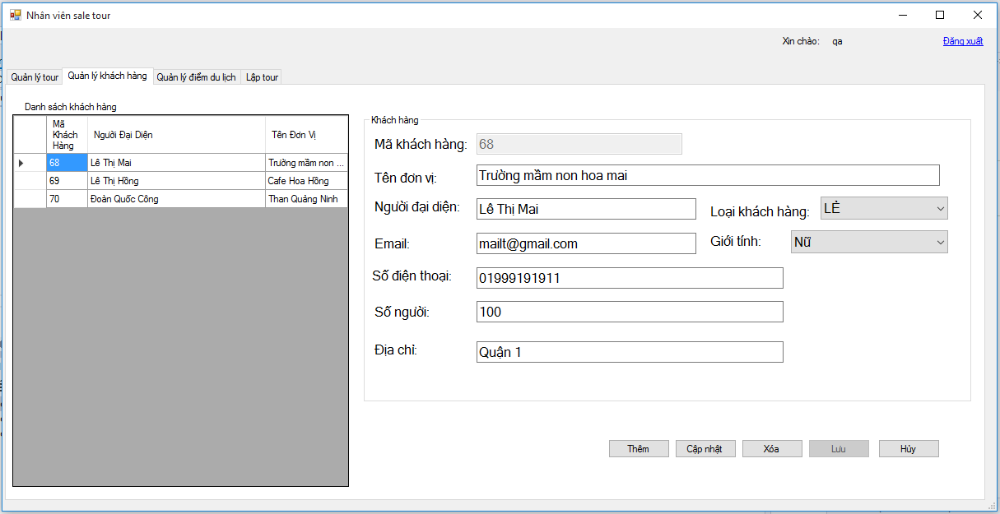 Nhân viên sale tour
Xin chào: qa Đăng xuất
Quản lý tour Quản lý khách hàng Quản lý điểm du lịch Lập tour
Danh sách khách hàng
Mã Khách Hàng Người Đại Diện Tên Đơn Vị
68 Lê Thị Mai Trường mầm non ...
69 Lê Thị Hồng Cafe Hoa Hồng
70 Đoàn Quốc Công Than Quảng Ninh
Khách hàng
Mã khách hàng: 68
Tên đơn vị: Trường mầm non hoa mai
Người đại diện: Lê Thị Mai Loại khách hàng: LẺ
Email: mailt@gmail.com Giới tính: Nữ
Số điện thoại: 01999191911
Số người: 100
Địa chỉ: Quận 1
Thêm Cập nhật Xóa Lưu Hủy